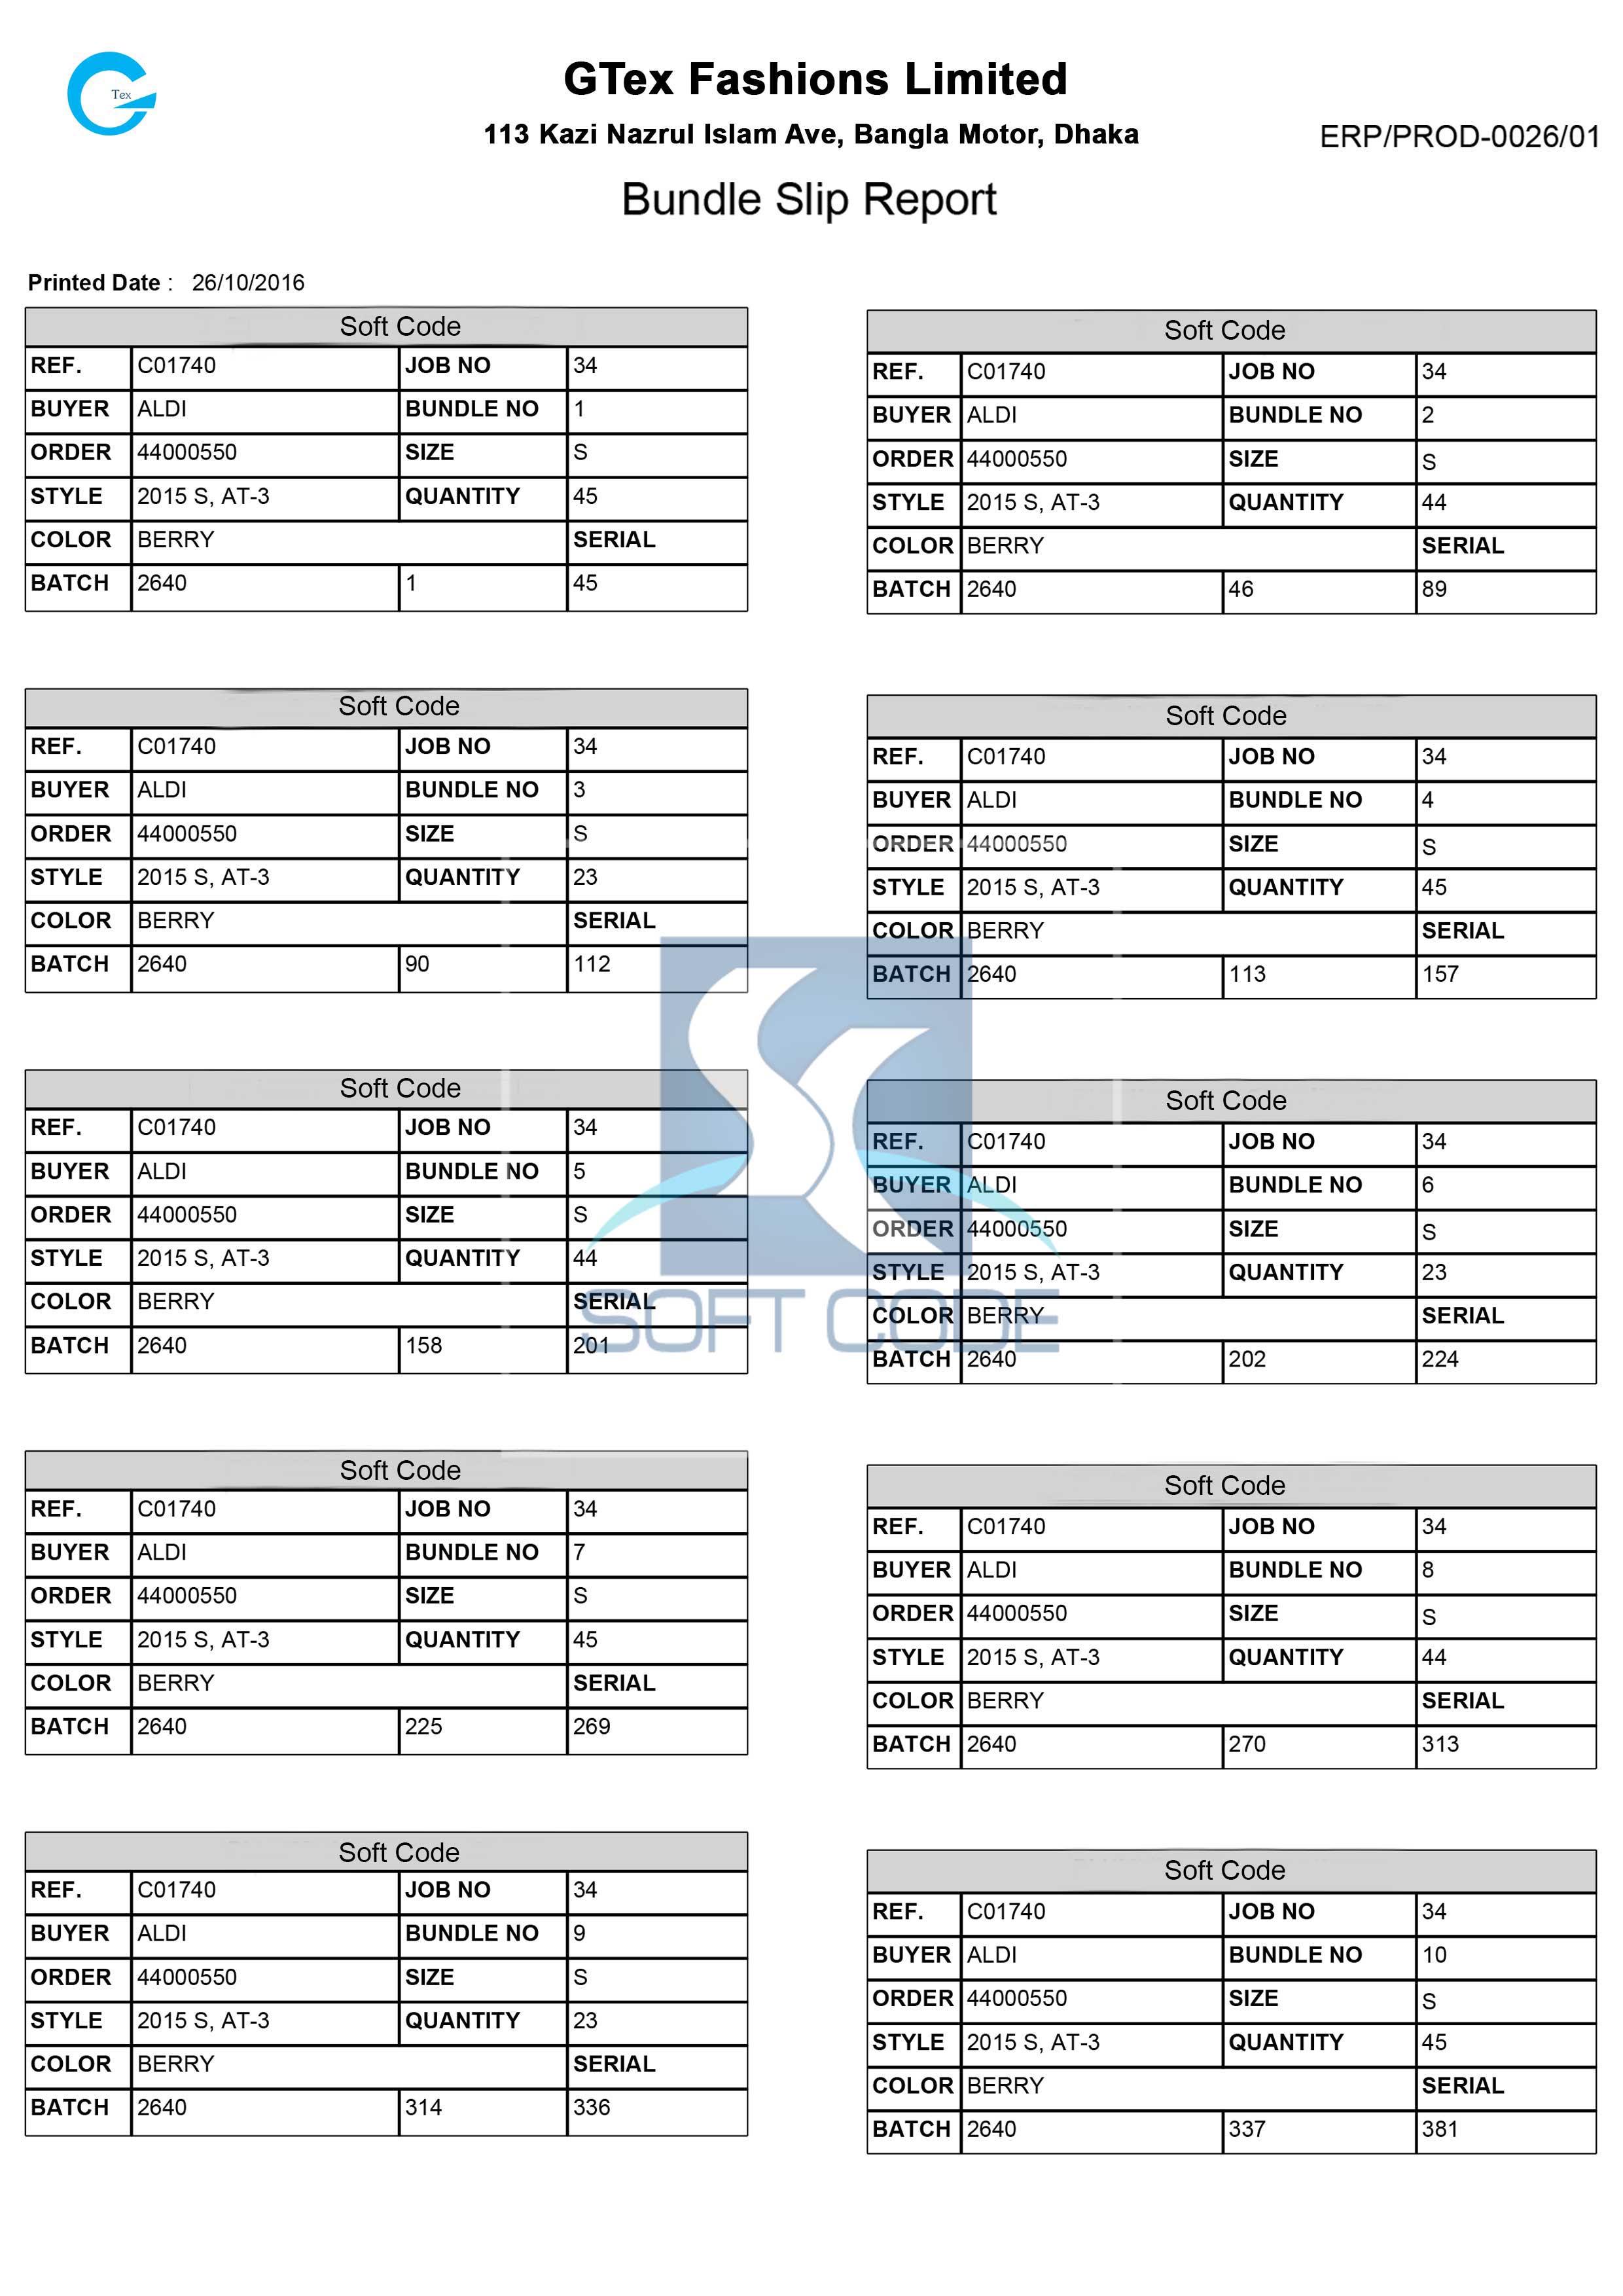 Tex
GTex Fashions Limited
113 Kazi Nazrul Islam Ave, Bangla Motor, Dhaka
ERP/PROD-0026/01
Bundle Slip Report
Printed Date : 26/10/2016
Soft Code
REF. C01740 JOB NO 34
BUYER ALDI BUNDLE NO 1
ORDER 44000550 SIZE S
STYLE 2015 S, AT-3 QUANTITY 45
COLOR BERRY SERIAL
BATCH 2640 1 45
Soft Code
REF. C01740 JOB NO 34
BUYER ALDI BUNDLE NO 2
ORDER 44000550 SIZE S
STYLE 2015 S, AT-3 QUANTITY 44
COLOR BERRY SERIAL
BATCH 2640 46 89
Soft Code
REF. C01740 JOB NO 34
BUYER ALDI BUNDLE NO 3
ORDER 44000550 SIZE S
STYLE 2015 S, AT-3 QUANTITY 23
COLOR BERRY SERIAL
BATCH 2640 90 112
Soft Code
REF. C01740 JOB NO 34
BUYER ALDI BUNDLE NO 4
ORDER 44000550 SIZE S
STYLE 2015 S, AT-3 QUANTITY 45
COLOR BERRY SERIAL
BATCH 2640 113 157
Soft Code
REF. C01740 JOB NO 34
BUYER ALDI BUNDLE NO 5
ORDER 44000550 SIZE S
STYLE 2015 S, AT-3 QUANTITY 44
COLOR BERRY SERIAL
BATCH 2640 158 201
Soft Code
REF. C01740 JOB NO 34
BUYER ALDI BUNDLE NO 6
ORDER 44000550 SIZE S
STYLE 2015 S, AT-3 QUANTITY 23
COLOR BERRY SERIAL
BATCH 2640 202 224
SOFT CODE
Soft Code
REF. C01740 JOB NO 34
BUYER ALDI BUNDLE NO 7
ORDER 44000550 SIZE S
STYLE 2015 S, AT-3 QUANTITY 45
COLOR BERRY SERIAL
BATCH 2640 225 269
Soft Code
REF. C01740 JOB NO 34
BUYER ALDI BUNDLE NO 8
ORDER 44000550 SIZE S
STYLE 2015 S, AT-3 QUANTITY 44
COLOR BERRY SERIAL
BATCH 2640 270 313
Soft Code
REF. C01740 JOB NO 34
BUYER ALDI BUNDLE NO 9
ORDER 44000550 SIZE S
STYLE 2015 S, AT-3 QUANTITY 23
COLOR BERRY SERIAL
BATCH 2640 314 336
Soft Code
REF. C01740 JOB NO 34
BUYER ALDI BUNDLE NO 10
ORDER 44000550 SIZE S
STYLE 2015 S, AT-3 QUANTITY 45
COLOR BERRY SERIAL
BATCH 2640 337 381